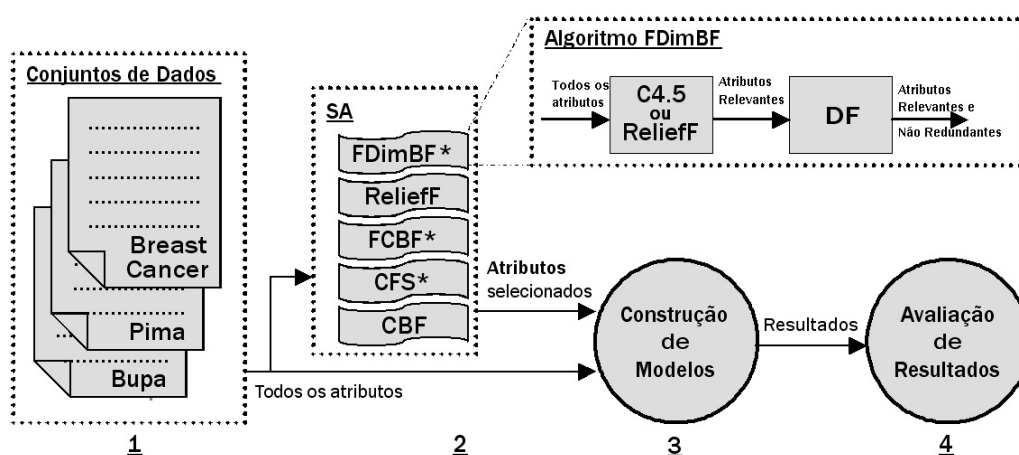 Conjuntos de Dados
Breast
Cancer
Pima
Bupa
1
Todos os atributos
SA
FDimBF*
ReliefF
FCBF*
CFS*
CBF
2
Algoritmo FDimBF
Todos os
atributos
C4.5
ou
ReliefF
Atributos
Relevantes
DF
Atributos
Relevantes e
Não Redundantes
Atributos
selecionados
Construção
de
Modelos
3
Resultados
Avaliação
de
Resultados
4